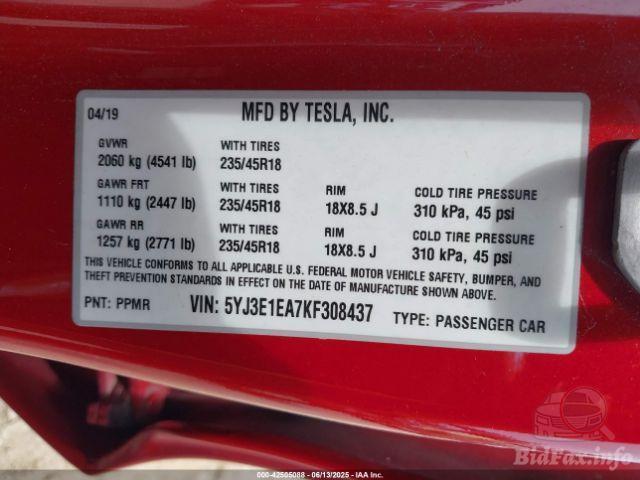 04/19 MFD BY TESLA, INC.
GVWR WITH TIRES
2060 kg (4541 lb) 235/45R18
GAWR FRT WITH TIRES RIM COLD TIRE PRESSURE
1110 kg (2447 lb) 235/45R18 18X8.5 J 310 kPa, 45 psi
GAWR RR WITH TIRES RIM COLD TIRE PRESSURE
1257 kg (2771 lb) 235/45R18 18X8.5 J 310 kPa, 45 psi
THIS VEHICLE CONFORMS TO ALL APPLICABLE U.S. FEDERAL MOTOR VEHICLE SAFETY, BUMPER, AND
THEFT PREVENTION STANDARDS IN EFFECT ON THE DATE OF MANUFACTURE SHOWN ABOVE.
PNT: PPMR VIN: 5YJ3E1EA7KF308437 TYPE: PASSENGER CAR
BidFax.info
000-42505088 - 06/13/2025 - IAA Inc.